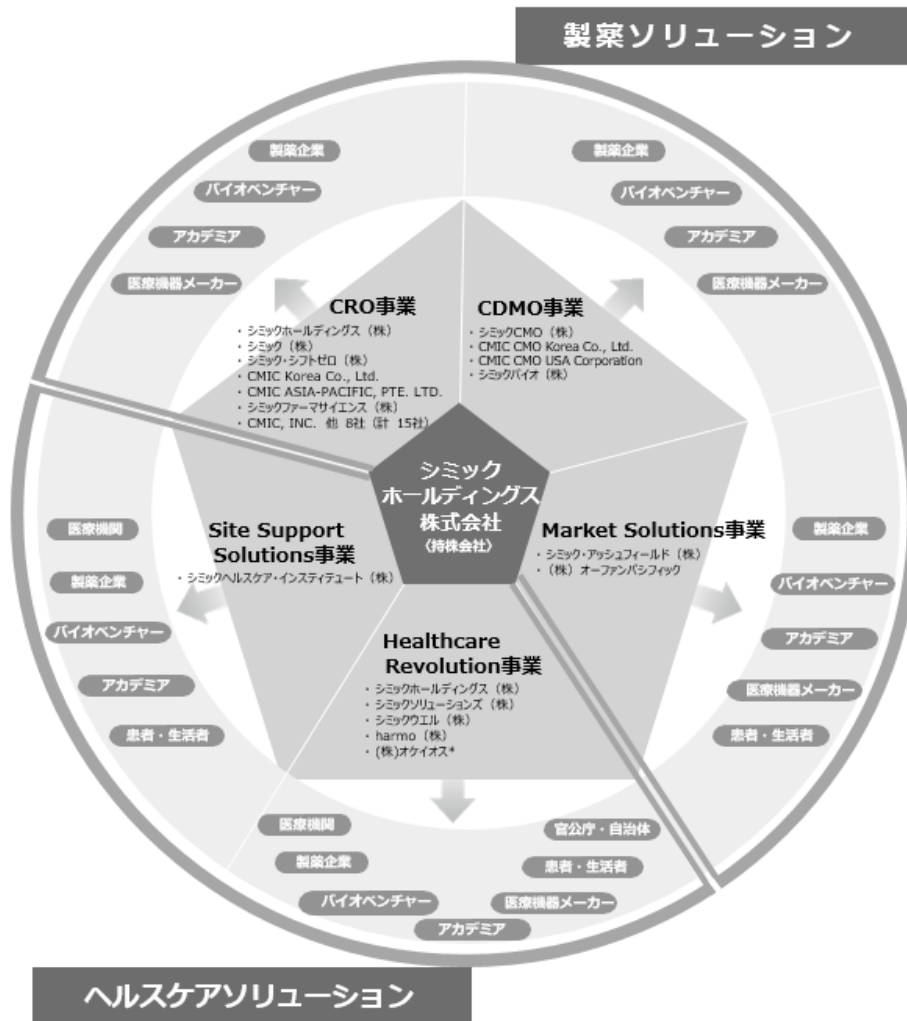 製薬ソリューション
製薬企業
バイオベンチャー
アカデミア
医療機器メーカー
製薬企業
バイオベンチャー
アカデミア
医療機器メーカー
CRO事業
・シミックホールディングス（株）
・シミック（株）
・シミック・シフトゼロ（株）
・CMIC Korea Co., Ltd.
・CMIC ASIA-PACIFIC, PTE. LTD.
・シミックファーマサイエンス（株）
・CMIC, INC. 他 8社（計 15社）
CDMO事業
・シミックCMO（株）
・CMIC CMO Korea Co., Ltd.
・CMIC CMO USA Corporation
・シミックバイオ（株）
シミック
ホールディングス
株式会社
〈持株会社〉
Site Support
Solutions事業
・シミックヘルスケア・インスティテュート（株）
医療機関
製薬企業
バイオベンチャー
アカデミア
患者・生活者
Market Solutions事業
・シミック・アッシュフィールド（株）
・（株）オーファンパシフィック
製薬企業
バイオベンチャー
アカデミア
医療機器メーカー
患者・生活者
Healthcare
Revolution事業
・シミックホールディングス（株）
・シミックソリューションズ（株）
・シミックウエル（株）
・harmo（株）
・(株)オケイオス*
医療機関
製薬企業
バイオベンチャー
アカデミア
官公庁・自治体
患者・生活者
医療機器メーカー
ヘルスケアソリューション